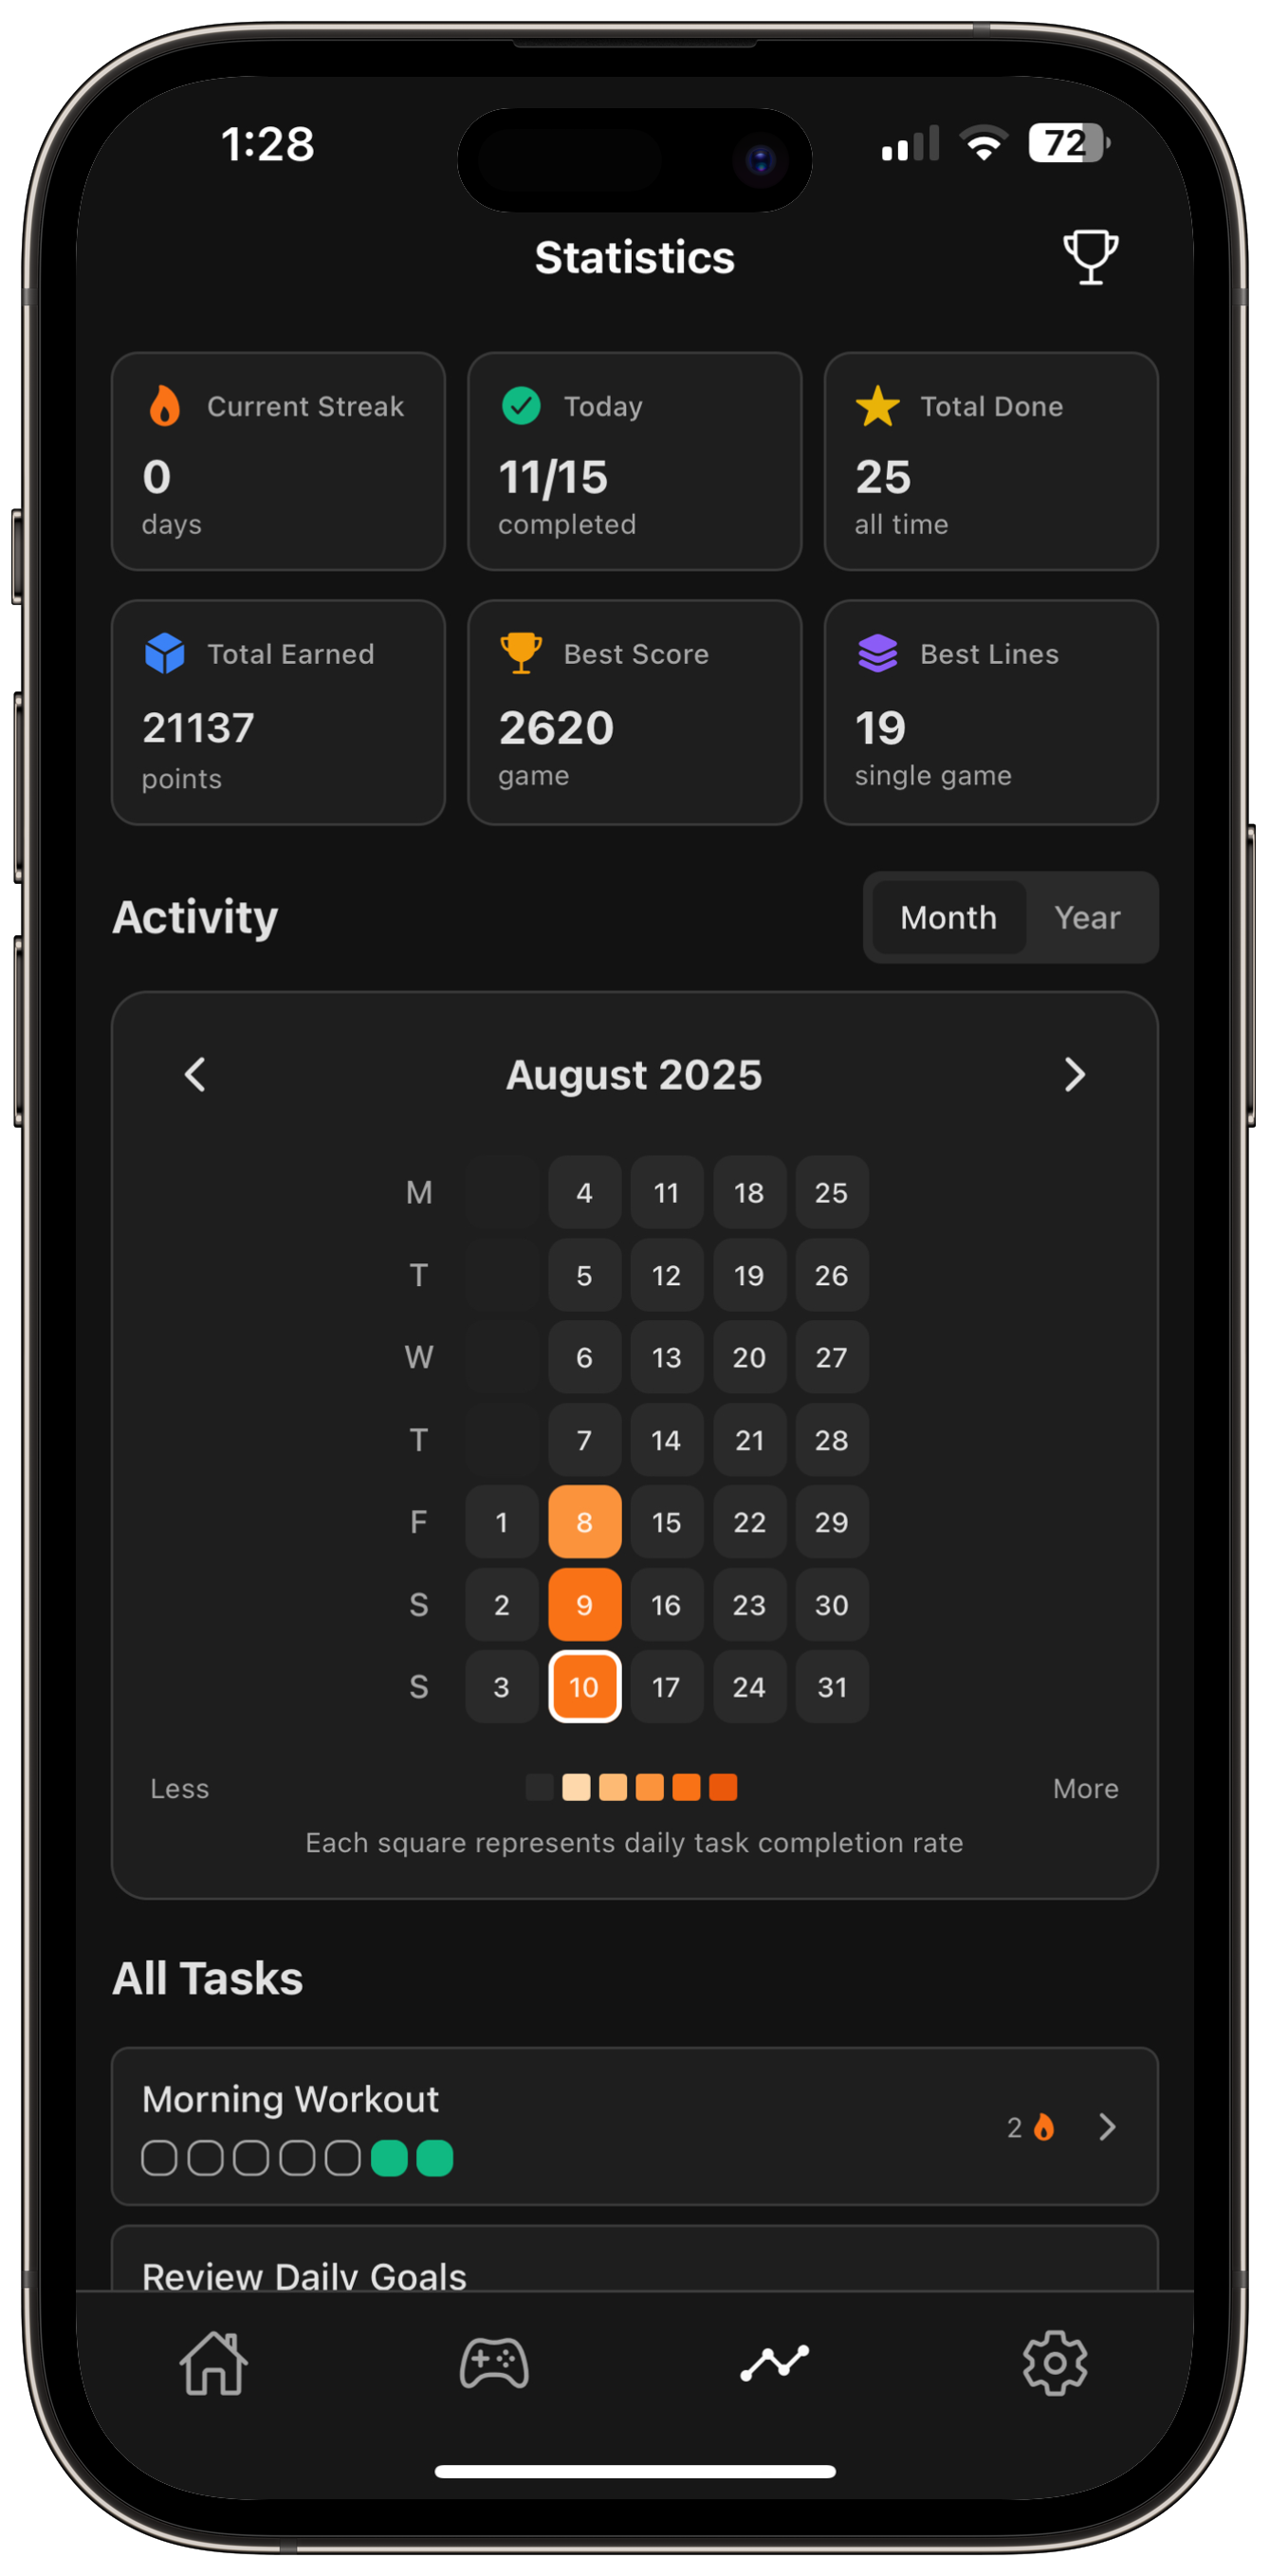 1:28
72
Statistics
Current Streak
0
days
Today
11/15
completed
Total Done
25
all time
Total Earned
21137
points
Best Score
2620
game
Best Lines
19
single game
Activity
Month Year
August 2025
M 4 11 18 25
T 5 12 19 26
W 6 13 20 27
T 7 14 21 28
F 1 8 15 22 29
S 2 9 16 23 30
S 3 10 17 24 31
Less More
Each square represents daily task completion rate
All Tasks
Morning Workout
2
Review Daily Goals